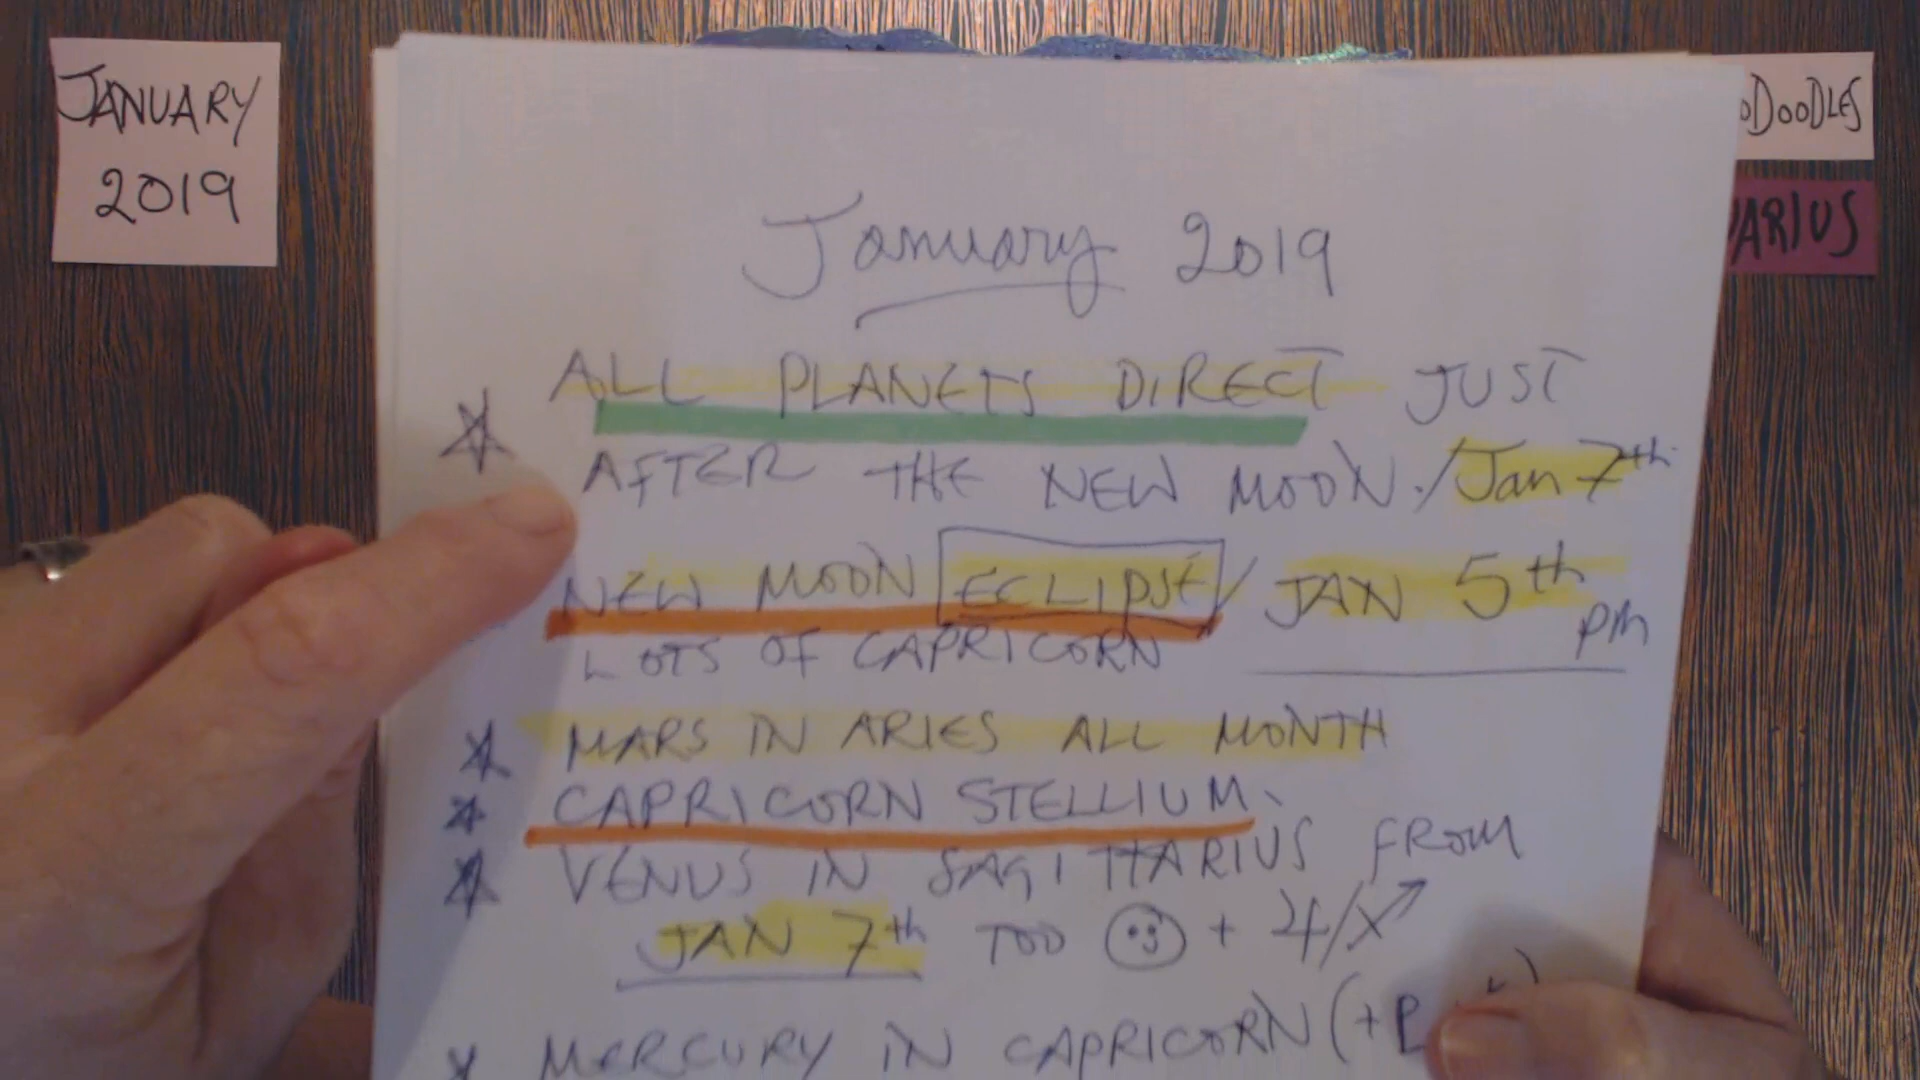 JANUARY
2019
DOODLES
ARIUS
January 2019
ALL PLANETS DIRECT JUST
AFTER THE NEW MOON. / Jan 7th
NEW MOON ECLIPSE / JAN 5th
pm
LOTS OF CAPRICORN
MARS IN ARIES ALL MONTH
CAPRICORN STELLIUM
VENUS IN SAGITTARIUS FROM
JAN 7th TOO ☺ + ♃/♐
MERCURY IN CAPRICORN (+